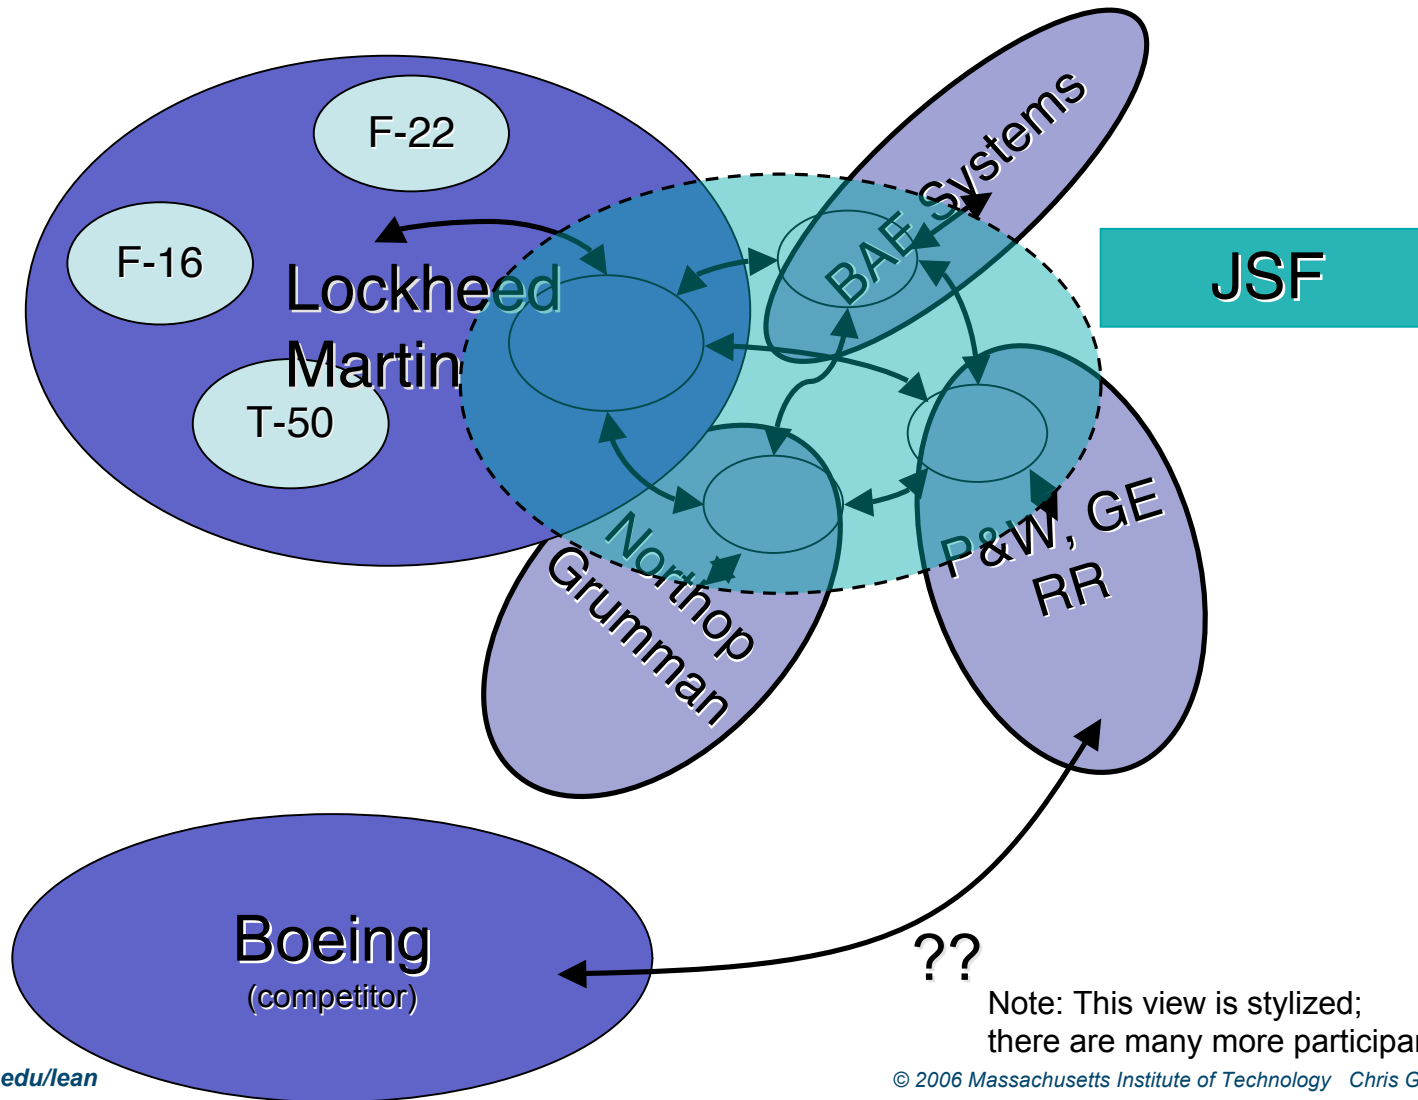 F-22
BAE Systems
F-16
JSF
Lockheed
Martin
T-50
P&W, GE
RR
Northop
Grumman
Boeing
(competitor)
??
Note: This view is stylized;
there are many more participan
edu/lean
© 2006 Massachusetts Institute of Technology Chris G